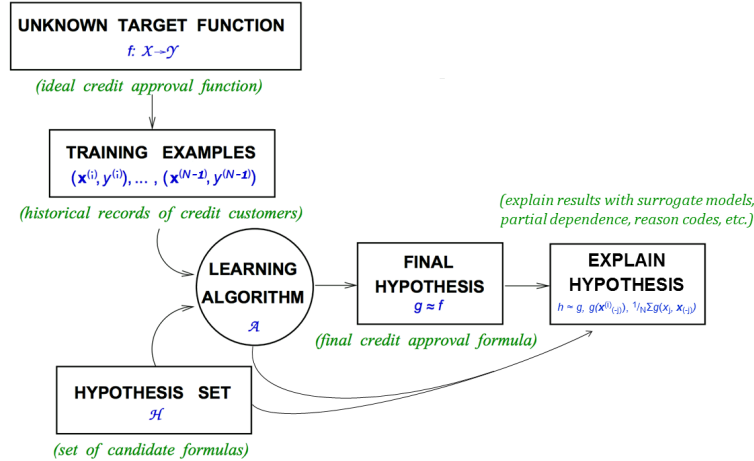 UNKNOWN TARGET FUNCTION
f: 𝒳→𝒴
(ideal credit approval function)
TRAINING EXAMPLES
(x⁽ⁱ⁾, y⁽ⁱ⁾), ... , (x⁽ᴺ⁻¹⁾, y⁽ᴺ⁻¹⁾)
(historical records of credit customers)
(explain results with surrogate models,
partial dependence, reason codes, etc.)
LEARNING
ALGORITHM
𝒜
FINAL
HYPOTHESIS
g ≈ f
(final credit approval formula)
EXPLAIN
HYPOTHESIS
h ≈ g, g(x⁽ⁱ⁾₍₋ⱼ₎), ¹/ₙΣg(xⱼ, x₍₋ⱼ₎)
HYPOTHESIS SET
ℋ
(set of candidate formulas)